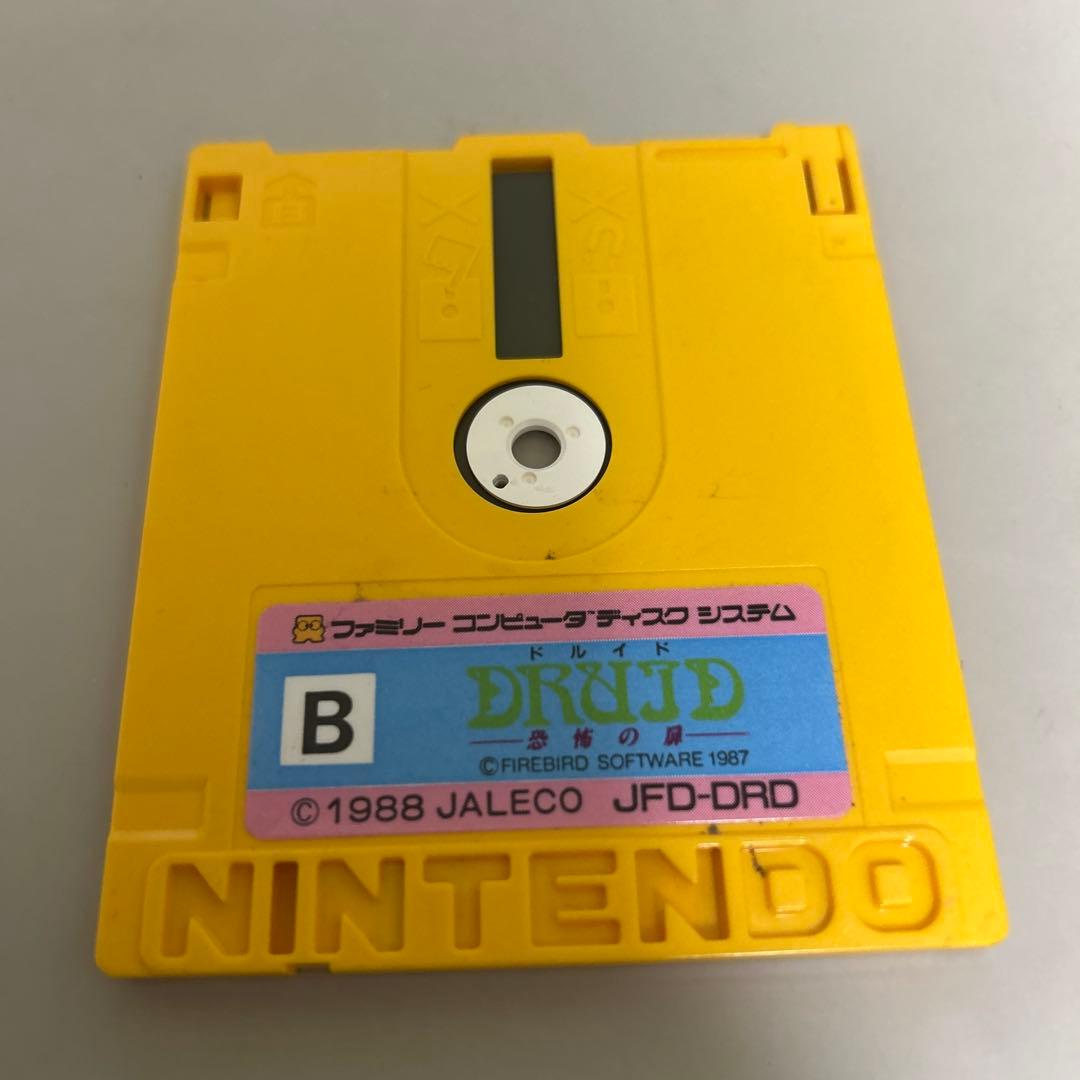 ファミリー コンピュータ ディスク システム
B
ドルイド
DRUID
恐怖の扉
©FIREBIRD SOFTWARE 1987
©1988 JALECO JFD-DRD
NINTENDO